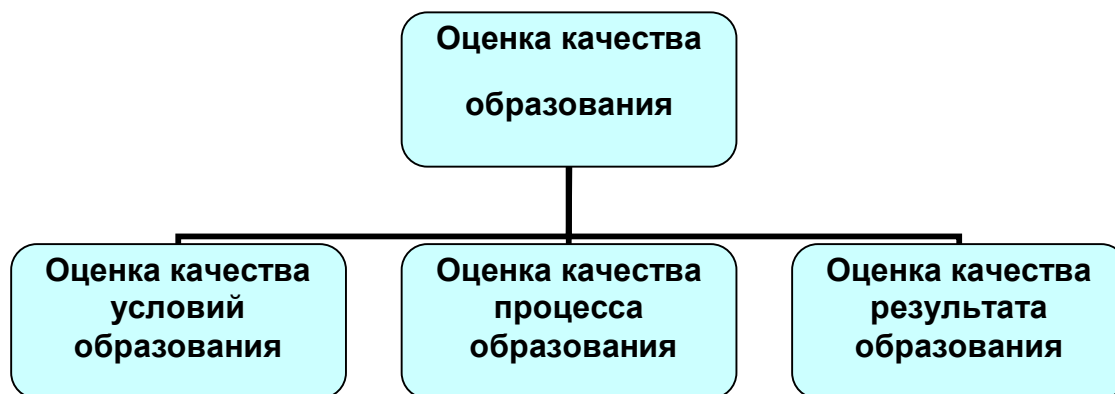 Оценка качества
образования
Оценка качества
условий
образования
Оценка качества
процесса
образования
Оценка качества
результата
образования